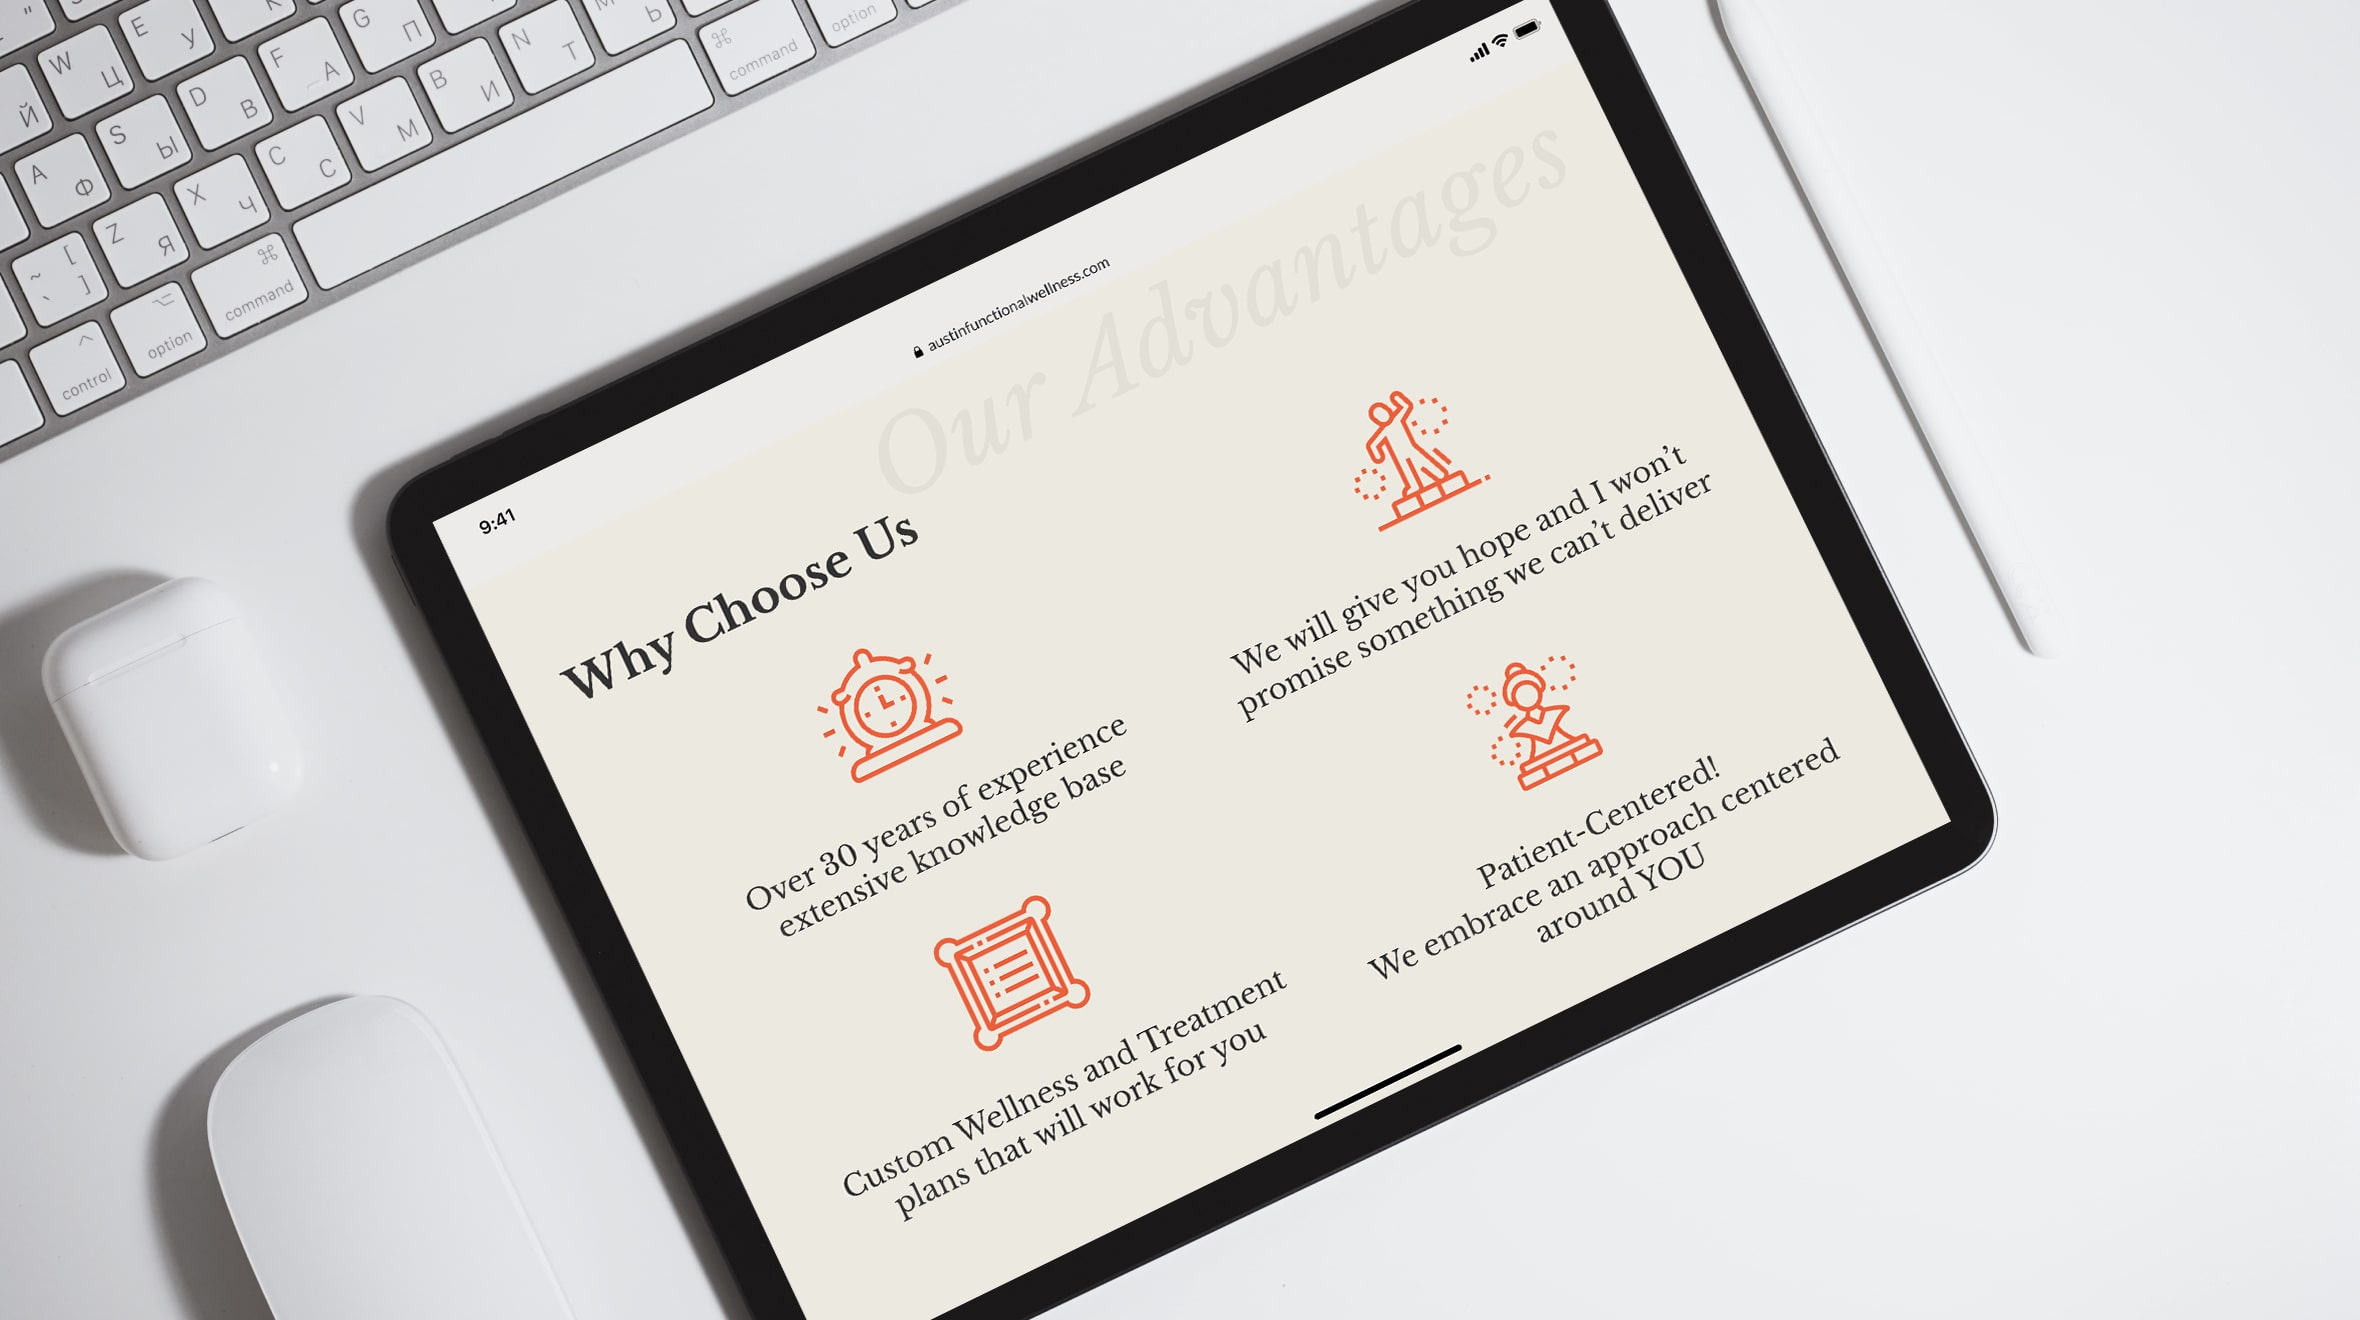 W Ц
E У
G П
Й
S Ы
D В
F А
B И
N Т
Ь
⌘ command
option
A Ф
X Ч
C С
V М
~ [
` ]
Z Я
⌘ command
control
option
9:41
austinfunctionalwellness.com
Our Advantages
Why Choose Us
Over 30 years of experience
extensive knowledge base
We will give you hope and I won't
promise something we can't deliver
Custom Wellness and Treatment
plans that will work for you
Patient-Centered!
We embrace an approach centered
around YOU